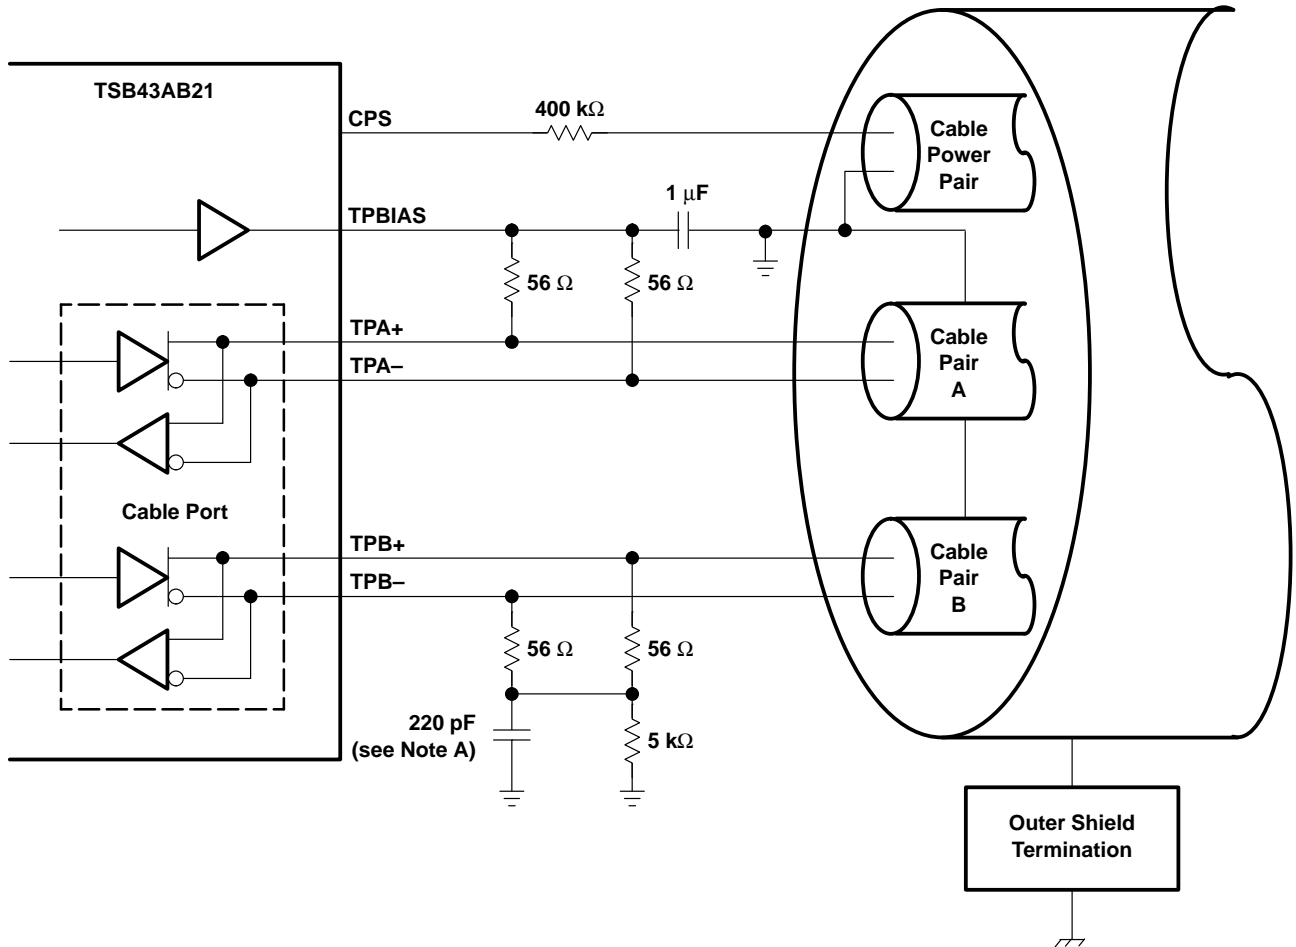 TSB43AB21
CPS
400 kΩ
Cable
Power
Pair
TPBIAS
1 µF
56 Ω
56 Ω
TPA+
TPA–
Cable
Pair
A
Cable Port
TPB+
TPB–
Cable
Pair
B
56 Ω
56 Ω
220 pF
(see Note A)
5 kΩ
Outer Shield
Termination